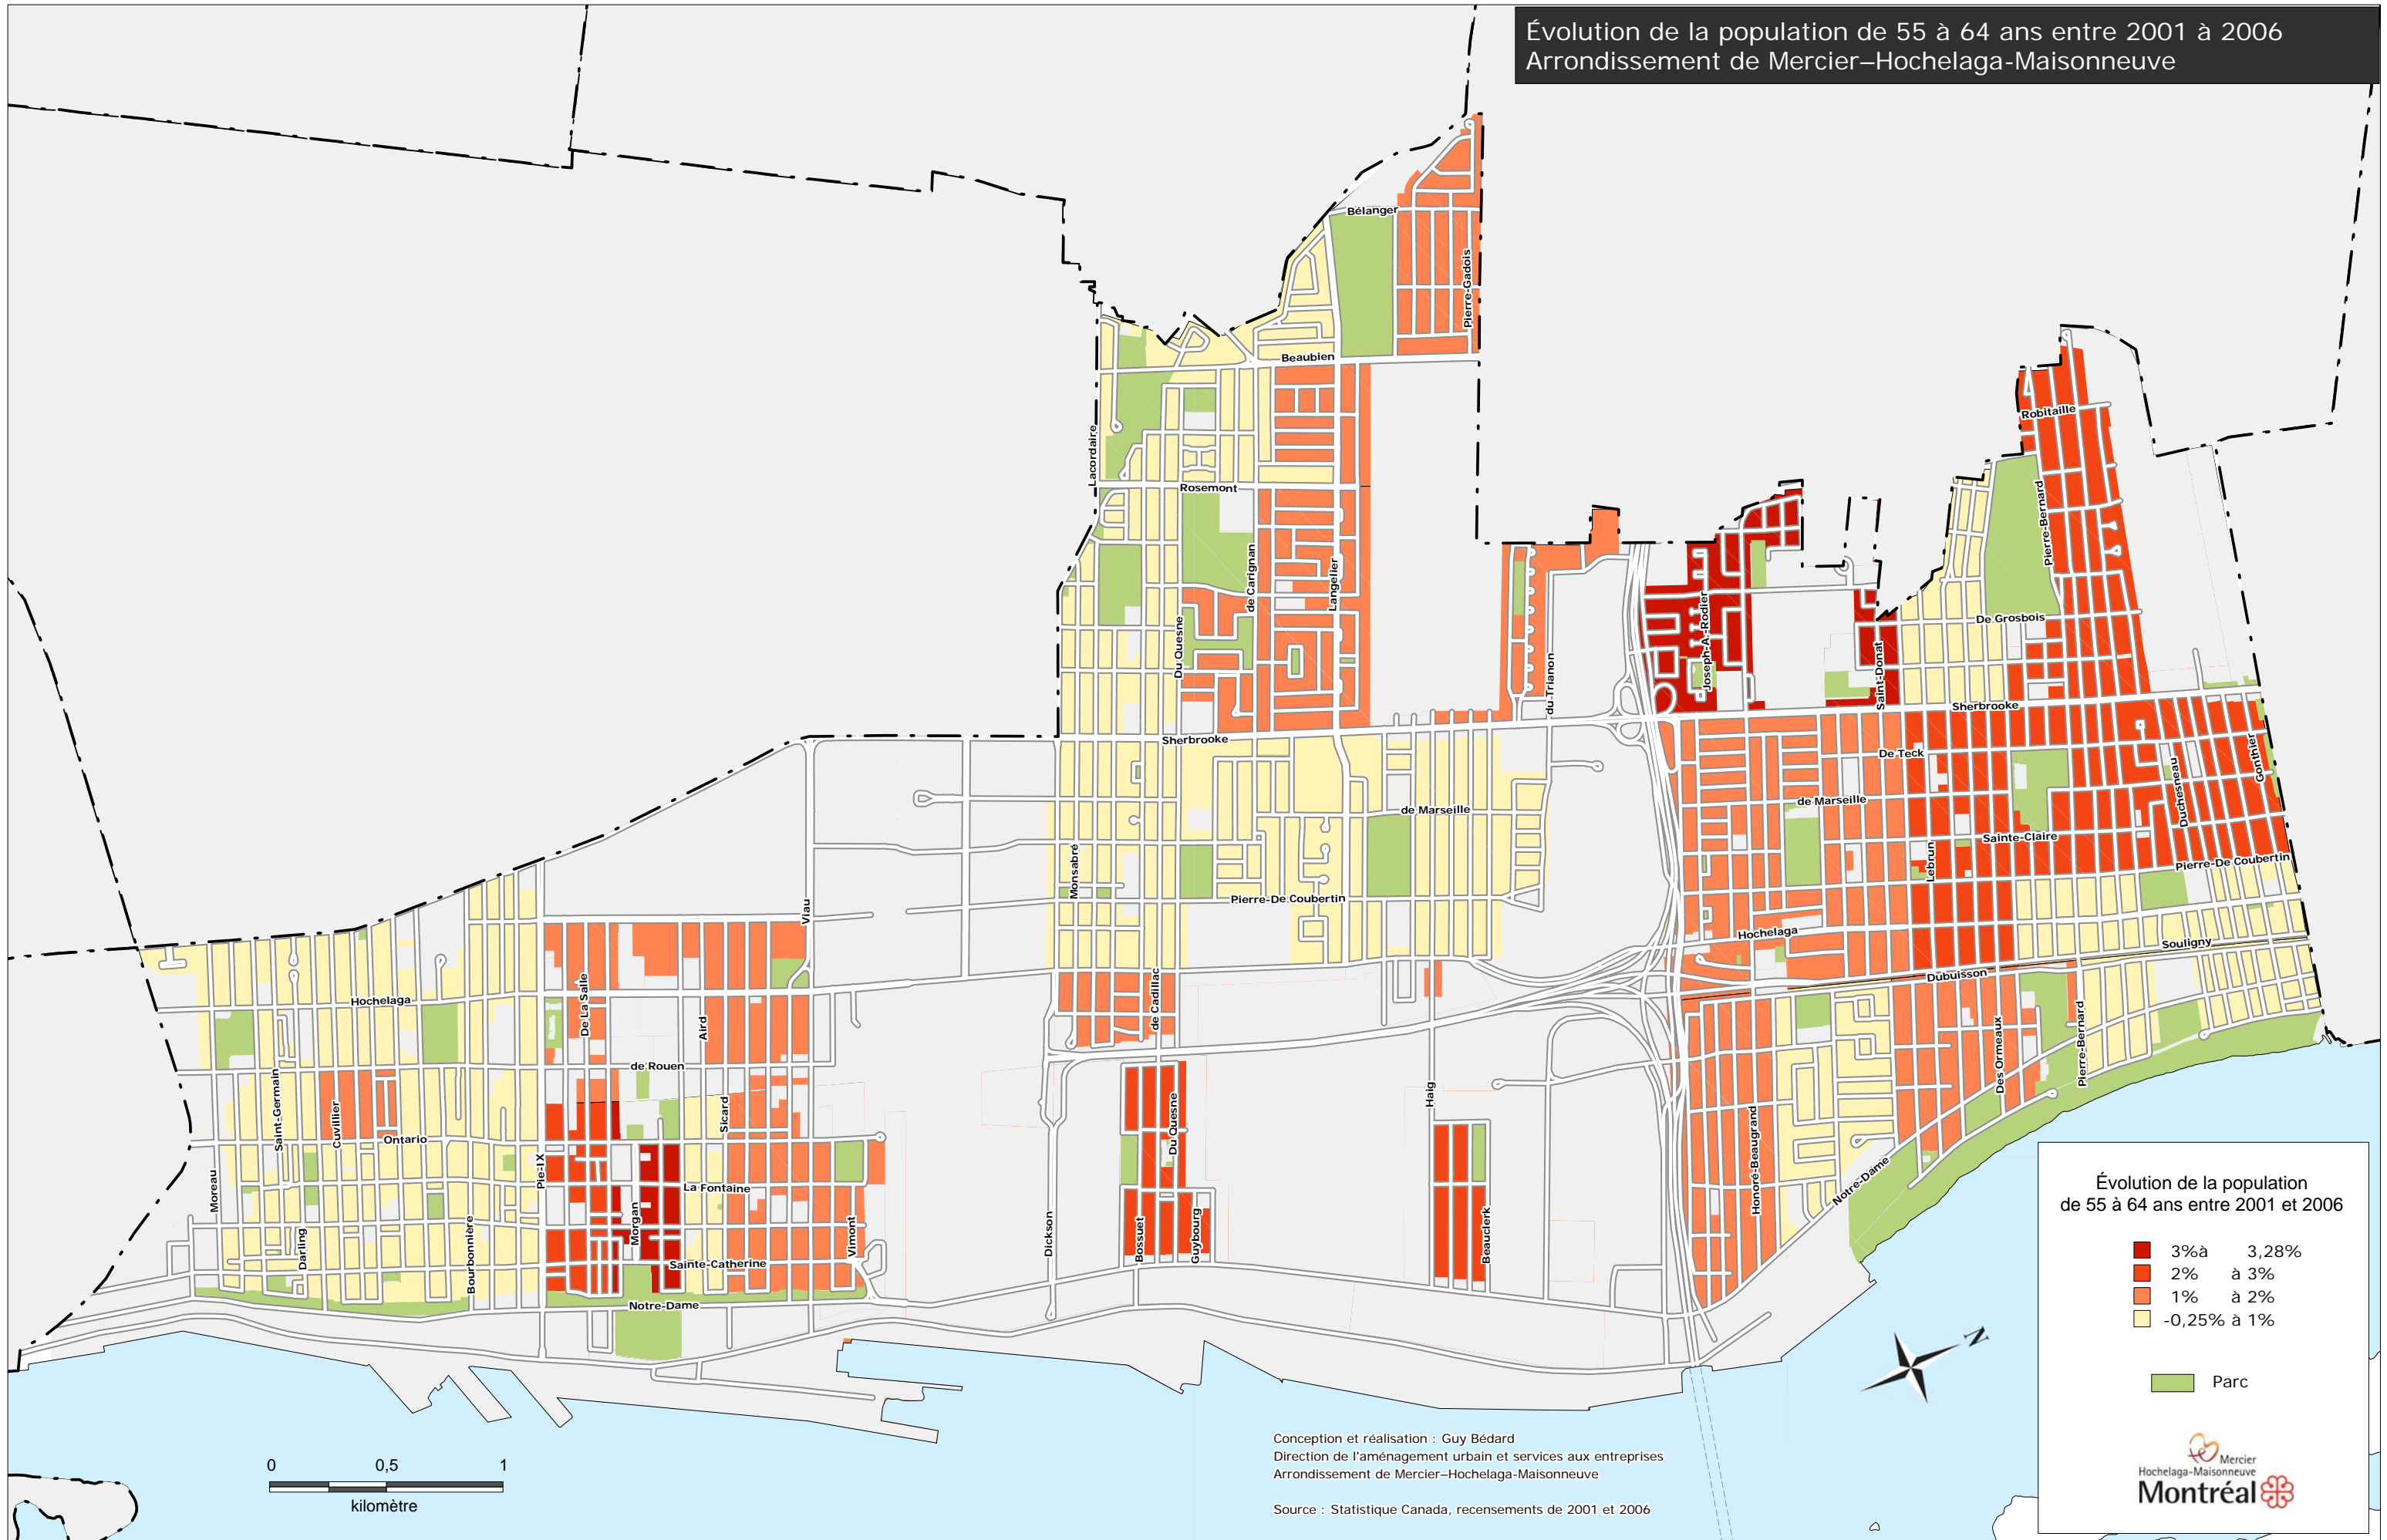 Évolution de la population de 55 à 64 ans entre 2001 à 2006
Arrondissement de Mercier–Hochelaga-Maisonneuve
Bélanger
Pierre-Gadois
Beaubien
Robitaille
Lacordaire
Rosemont
Pierre-Bernard
de Carignan
Langelier
Du Quesne
Joseph-A.-Rodier
De Grosbois
du Trianon
Saint-Donat
Sherbrooke
Sherbrooke
De Teck
Gonthier
de Marseille
de Marseille
Duchesneau
Sainte-Claire
Lebrun
Monsabré
Pierre-De Coubertin
Pierre-De Coubertin
Viau
Hochelaga
Souligny
Dubuisson
de Cadillac
De La Salle
Hochelaga
Aird
Des Ormeaux
Pierre-Bernard
de Rouen
Saint-Germain
Cuvillier
Sicard
Haig
Du Quesne
Honoré-Beaugrand
Ontario
Pie-IX
Moreau
La Fontaine
Notre-Dame
Morgan
Darling
Bourbonnière
Vimont
Dickson
Bossuet
Guybourg
Beauclerk
Sainte-Catherine
Notre-Dame
Évolution de la population
de 55 à 64 ans entre 2001 et 2006
3%à 3,28%
2% à 3%
1% à 2%
-0,25% à 1%
Parc
N
Mercier
Hochelaga-Maisonneuve
Montréal
0 0,5 1
kilomètre
Conception et réalisation : Guy Bédard
Direction de l'aménagement urbain et services aux entreprises
Arrondissement de Mercier–Hochelaga-Maisonneuve
Source : Statistique Canada, recensements de 2001 et 2006